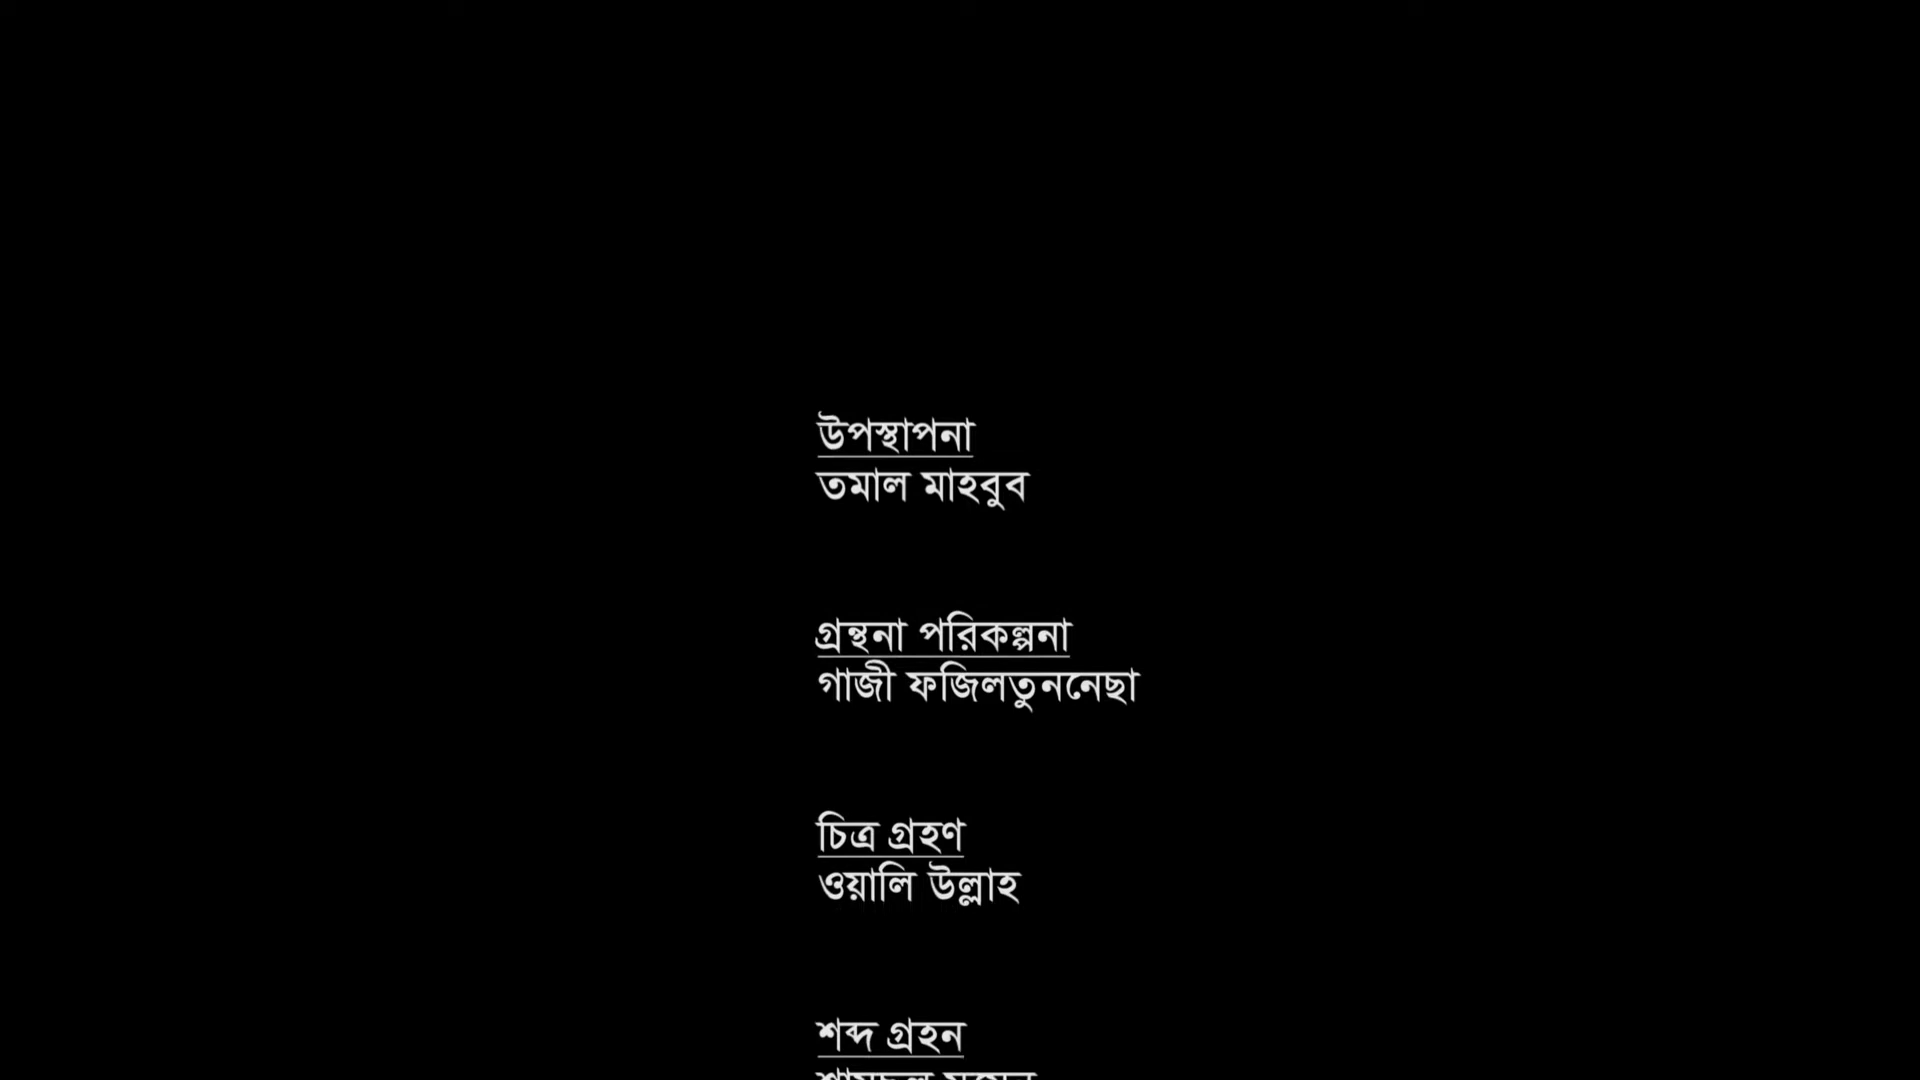 উপস্থাপনা
তমাল মাহবুব
গ্রন্থনা পরিকল্পনা
গাজী ফজিলতুননেছা
চিত্র গ্রহণ
ওয়ালি উল্লাহ
শব্দ গ্রহন